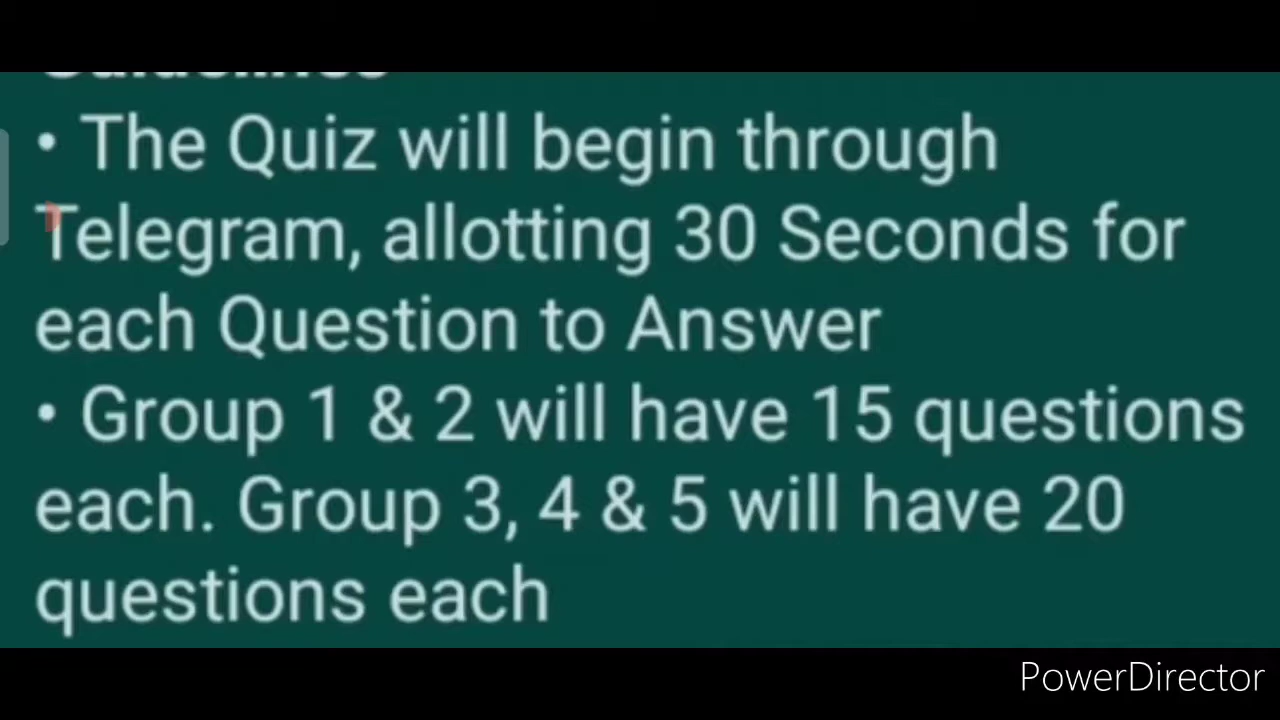 Guidelines
• The Quiz will begin through
Telegram, allotting 30 Seconds for
each Question to Answer
• Group 1 & 2 will have 15 questions
each. Group 3, 4 & 5 will have 20
questions each
PowerDirector